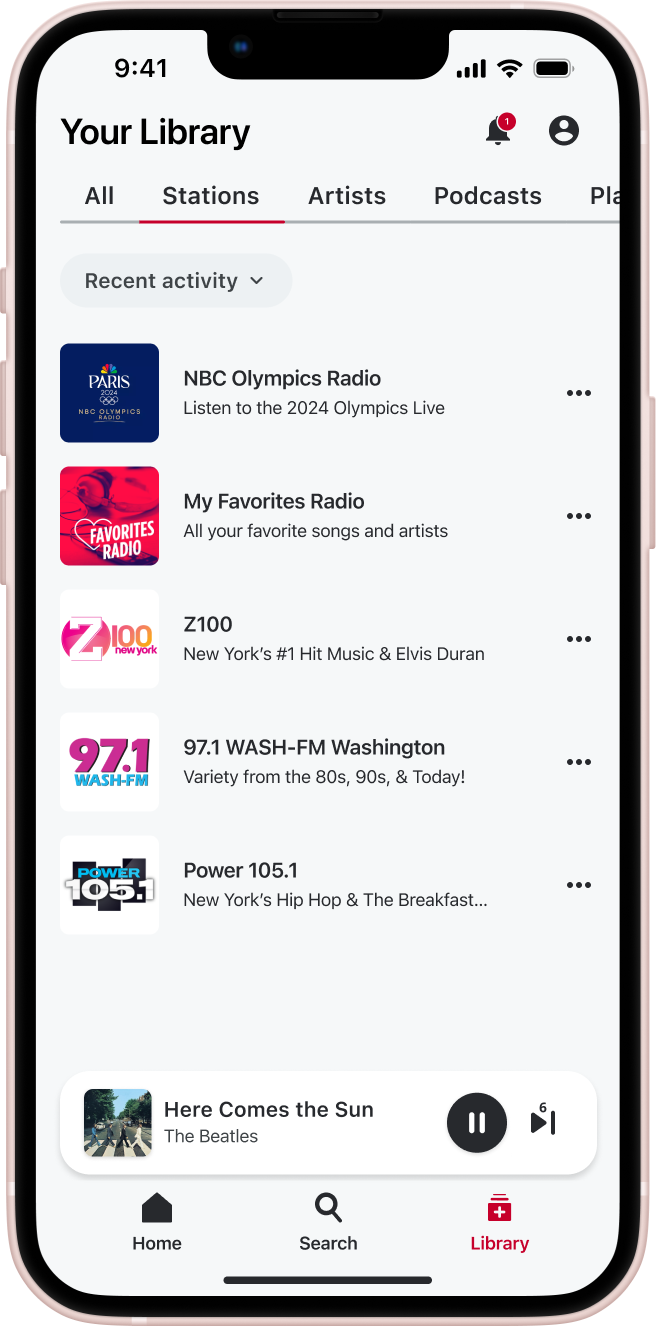 9:41
Your Library
1
All Stations Artists Podcasts Pla
Recent activity
PARIS
2024
NBC OLYMPICS
RADIO
NBC Olympics Radio
Listen to the 2024 Olympics Live
FAVORITES
RADIO
My Favorites Radio
All your favorite songs and artists
Z100
new york
Z100
New York’s #1 Hit Music & Elvis Duran
97.1
WASH-FM
97.1 WASH-FM Washington
Variety from the 80s, 90s, & Today!
POWER
105.1
Power 105.1
New York’s Hip Hop & The Breakfast...
Here Comes the Sun
The Beatles
6
Home Search Library